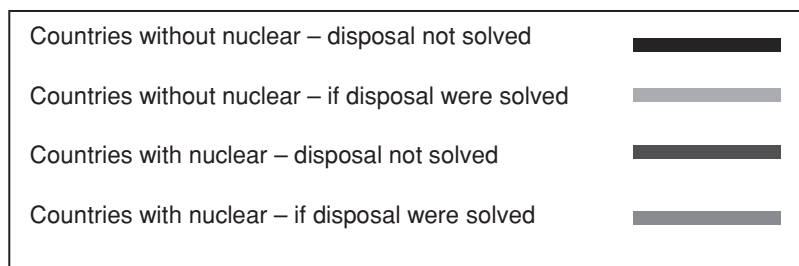 Countries without nuclear – disposal not solved
Countries without nuclear – if disposal were solved
Countries with nuclear – disposal not solved
Countries with nuclear – if disposal were solved